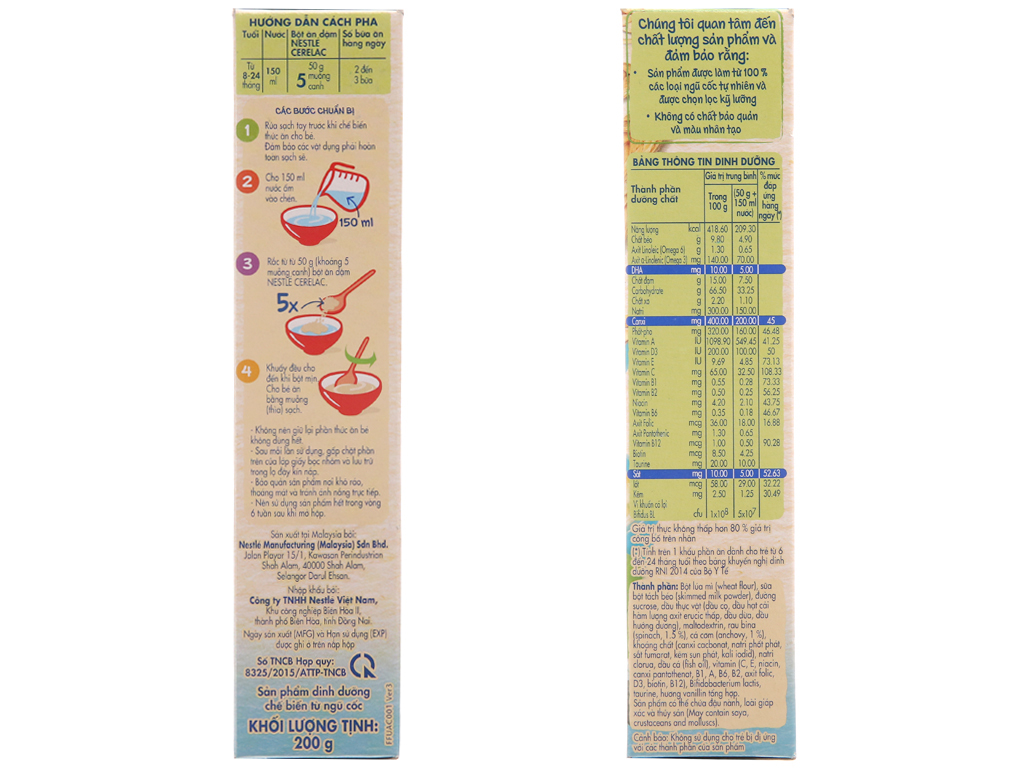 HƯỚNG DẪN CÁCH PHA
Tuổi Nước Bột ăn dặm NESTLÉ CERELAC Số bữa ăn hàng ngày
Từ 8-24 tháng 150 ml 50 g 5 muỗng canh 2 đến 3 bữa
CÁC BƯỚC CHUẨN BỊ
1 Rửa sạch tay trước khi chế biến
thức ăn cho bé.
Đảm bảo các vật dụng phải hoàn
toàn sạch sẽ.
2 Cho 150 ml
nước ấm
vào chén.
150 ml
3 Rắc từ từ 50 g (khoảng 5
muỗng canh) bột ăn dặm
NESTLÉ CERELAC.
5x
4 Khuấy đều cho
đến khi bột mịn.
Cho bé ăn
bằng muỗng
(thìa) sạch.
- Không nên giữ lại phần thức ăn bé
không dùng hết.
- Sau mỗi lần sử dụng, gấp chặt phần
trên của lớp giấy bạc nhôm và lưu trữ
trong lọ đậy kín nắp.
- Bảo quản sản phẩm nơi khô ráo,
thoáng mát và tránh ánh nắng trực tiếp.
- Nên sử dụng sản phẩm hết trong vòng
6 tuần sau khi mở hộp.
Sản xuất tại Malaysia bởi:
Nestlé Manufacturing (Malaysia) Sdn Bhd.
Jalan Playar 15/1, Kawasan Perindustrian
Shah Alam, 40000 Shah Alam,
Selangor Darul Ehsan.
Nhập khẩu bởi:
Công ty TNHH Nestlé Việt Nam,
Khu công nghiệp Biên Hòa II,
thành phố Biên Hòa, tỉnh Đồng Nai.
Ngày sản xuất (MFG) và Hạn sử dụng (EXP)
được ghi ở trên nắp hộp
Số TNCB Hợp quy:
8325/2015/ATTP-TNCB
Sản phẩm dinh dưỡng
chế biến từ ngũ cốc
KHỐI LƯỢNG TỊNH:
200 g
FFUAC001 Ver3
Chúng tôi quan tâm đến
chất lượng sản phẩm và
đảm bảo rằng:
• Sản phẩm được làm từ 100 %
các loại ngũ cốc tự nhiên và
được chọn lọc kỹ lưỡng
• Không có chất bảo quản
và màu nhân tạo
BẢNG THÔNG TIN DINH DƯỠNG
Thành phần dưỡng chất Giá trị trung bình % mức đáp ứng hàng ngày (*)
Trong 100 g (50 g + 150 ml nước)
Năng lượng kcal 418.60 209.30
Chất béo g 9.80 4.90
Axit Linoleic (Omega 6) g 1.30 0.65
Axit α-Linolenic (Omega 3) mg 140.00 70.00
DHA mg 10.00 5.00
Chất đạm g 15.00 7.50
Carbohydrate g 66.50 33.25
Chất xơ g 2.20 1.10
Natri mg 300.00 150.00
Canxi mg 400.00 200.00 45
Phốt-pho mg 320.00 160.00 46.48
Vitamin A IU 1098.90 549.45 41.25
Vitamin D3 IU 200.00 100.00 50
Vitamin E IU 9.69 4.85 73.13
Vitamin C mg 65.00 32.50 108.33
Vitamin B1 mg 0.55 0.28 73.33
Vitamin B2 mg 0.50 0.25 56.25
Niacin mg 4.20 2.10 43.75
Vitamin B6 mg 0.35 0.18 46.67
Axit Folic mcg 36.00 18.00 16.88
Axit Pantothenic mg 1.30 0.65
Vitamin B12 mcg 1.00 0.50 90.28
Biotin mcg 8.50 4.25
Taurine mg 20.00 10.00
Sắt mg 10.00 5.00 52.63
Iốt mcg 58.00 29.00 32.22
Kẽm mg 2.50 1.25 30.49
Vi khuẩn có lợi
Bifidus BL cfu 1x10⁸ 5x10⁷
Giá trị thực không thấp hơn 80 % giá trị
công bố trên nhãn
(*) Tính trên 1 khẩu phần ăn dành cho trẻ từ 6
đến 24 tháng tuổi theo bảng khuyến nghị dinh
dưỡng RNI 2014 của Bộ Y Tế
Thành phần: Bột lúa mì (wheat flour), sữa
bột tách béo (skimmed milk powder), đường
sucrose, dầu thực vật (dầu cọ, dầu hạt cải
hàm lượng axit erucic thấp, dầu dừa, dầu
hướng dương), maltodextrin, rau bina
(spinach, 1.5 %), cá cơm (anchovy, 1 %),
khoáng chất (canxi cacbonat, natri phốt phát,
sắt fumarat, kẽm sun phát, kali iodid), natri
clorua, dầu cá (fish oil), vitamin (C, E, niacin,
canxi pantothenat, B1, A, B6, B2, axit folic,
D3, biotin, B12), Bifidobacterium lactis,
taurine, hương vanillin tổng hợp.
Sản phẩm có thể chứa đậu nành, loài giáp
xác và thủy sản (May contain soya,
crustaceans and molluscs).
Cảnh báo: Không sử dụng cho trẻ bị dị ứng
với các thành phần của sản phẩm